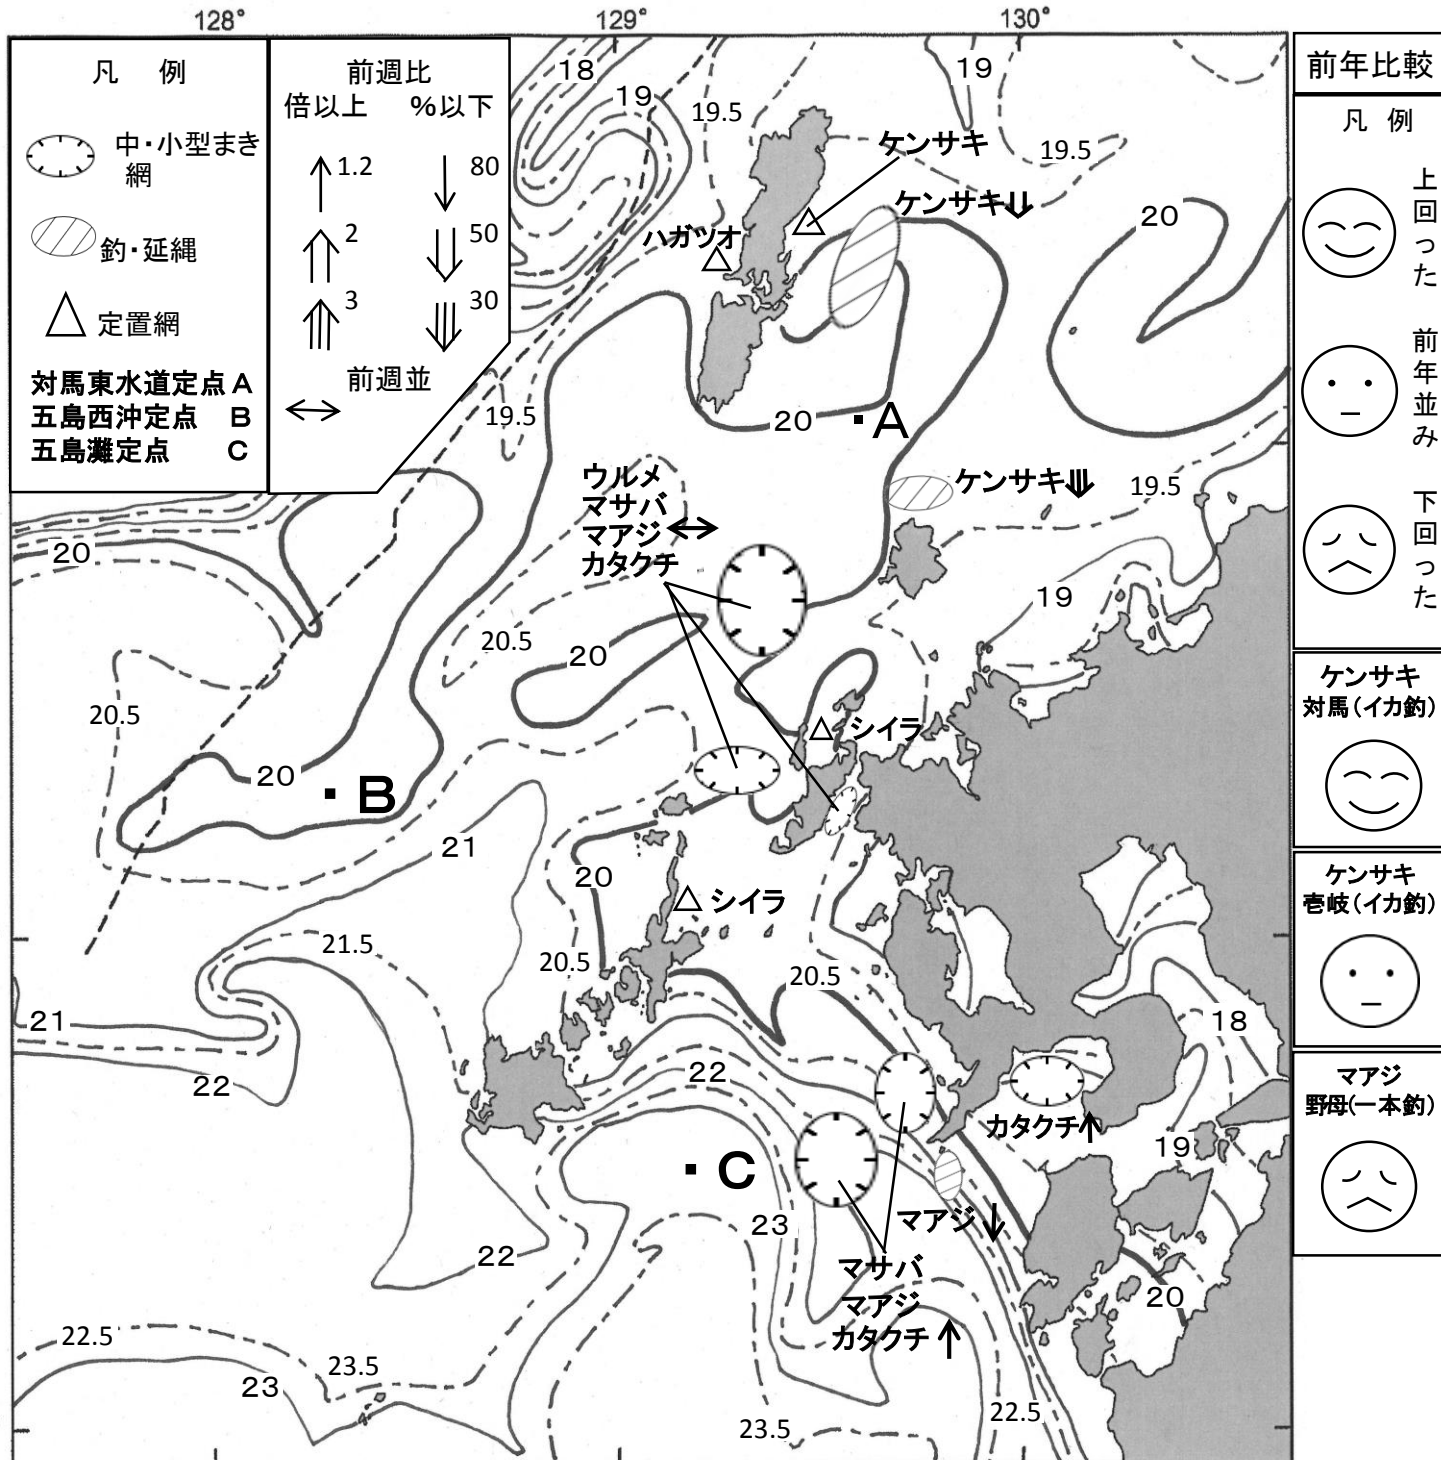 128°
129°
130°
凡 例
中・小型まき
網
釣・延縄
定置網
対馬東水道定点 A
五島西沖定点 B
五島灘定点 C
前週比
倍以上 %以下
1.2 80
2 50
3 30
前週並
前年比較
凡 例
上回った
前年並み
下回った
ケンサキ
対馬(イカ釣)
ケンサキ
壱岐(イカ釣)
マアジ
野母(一本釣)
18
19
19.5
19
19.5
ケンサキ
ケンサキ
ハガツオ
20
19.5
20
A
ウルメ
マサバ
マアジ
カタクチ
ケンサキ
19.5
20
19
20.5
20
20.5
シイラ
20
B
21
20
シイラ
21.5
20.5
20.5
21
18
22
22
カタクチ
19
C
マアジ
23
22
マサバ
マアジ
カタクチ
20
22.5
23.5
23
22.5
23.5